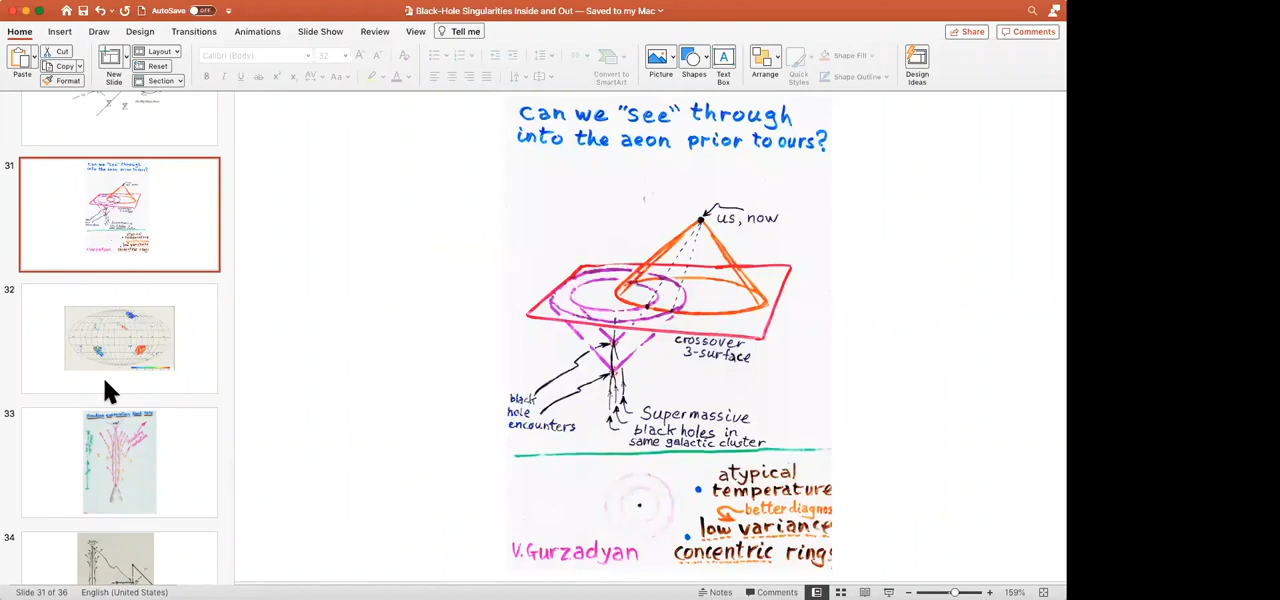 AutoSave OFF
Black-Hole Singularities Inside and Out — Saved to my Mac
Home Insert Draw Design Transitions Animations Slide Show Review View Tell me
Share Comments
Paste
Cut
Copy
Format
New Slide
Layout
Reset
Section
Calibri (Body) 32
Convert to SmartArt
Picture
Shapes
Text Box
Arrange
Quick Styles
Shape Fill
Shape Outline
Design Ideas
31
32
33
34
can we "see" through
into the aeon prior to ours?
us, now
crossover
3-surface
black
hole
encounters
Supermassive
black holes in
same galactic cluster
atypical
temperature
better diagnos
low variance
concentric rings
V. Gurzadyan
Slide 31 of 36 English (United States)
Notes Comments 159%